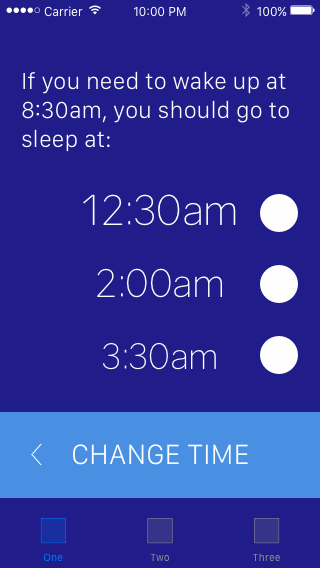 Carrier 10:00 PM 100%
If you need to wake up at
8:30am, you should go to
sleep at:
12:30am
2:00am
3:30am
CHANGE TIME
One Two Three